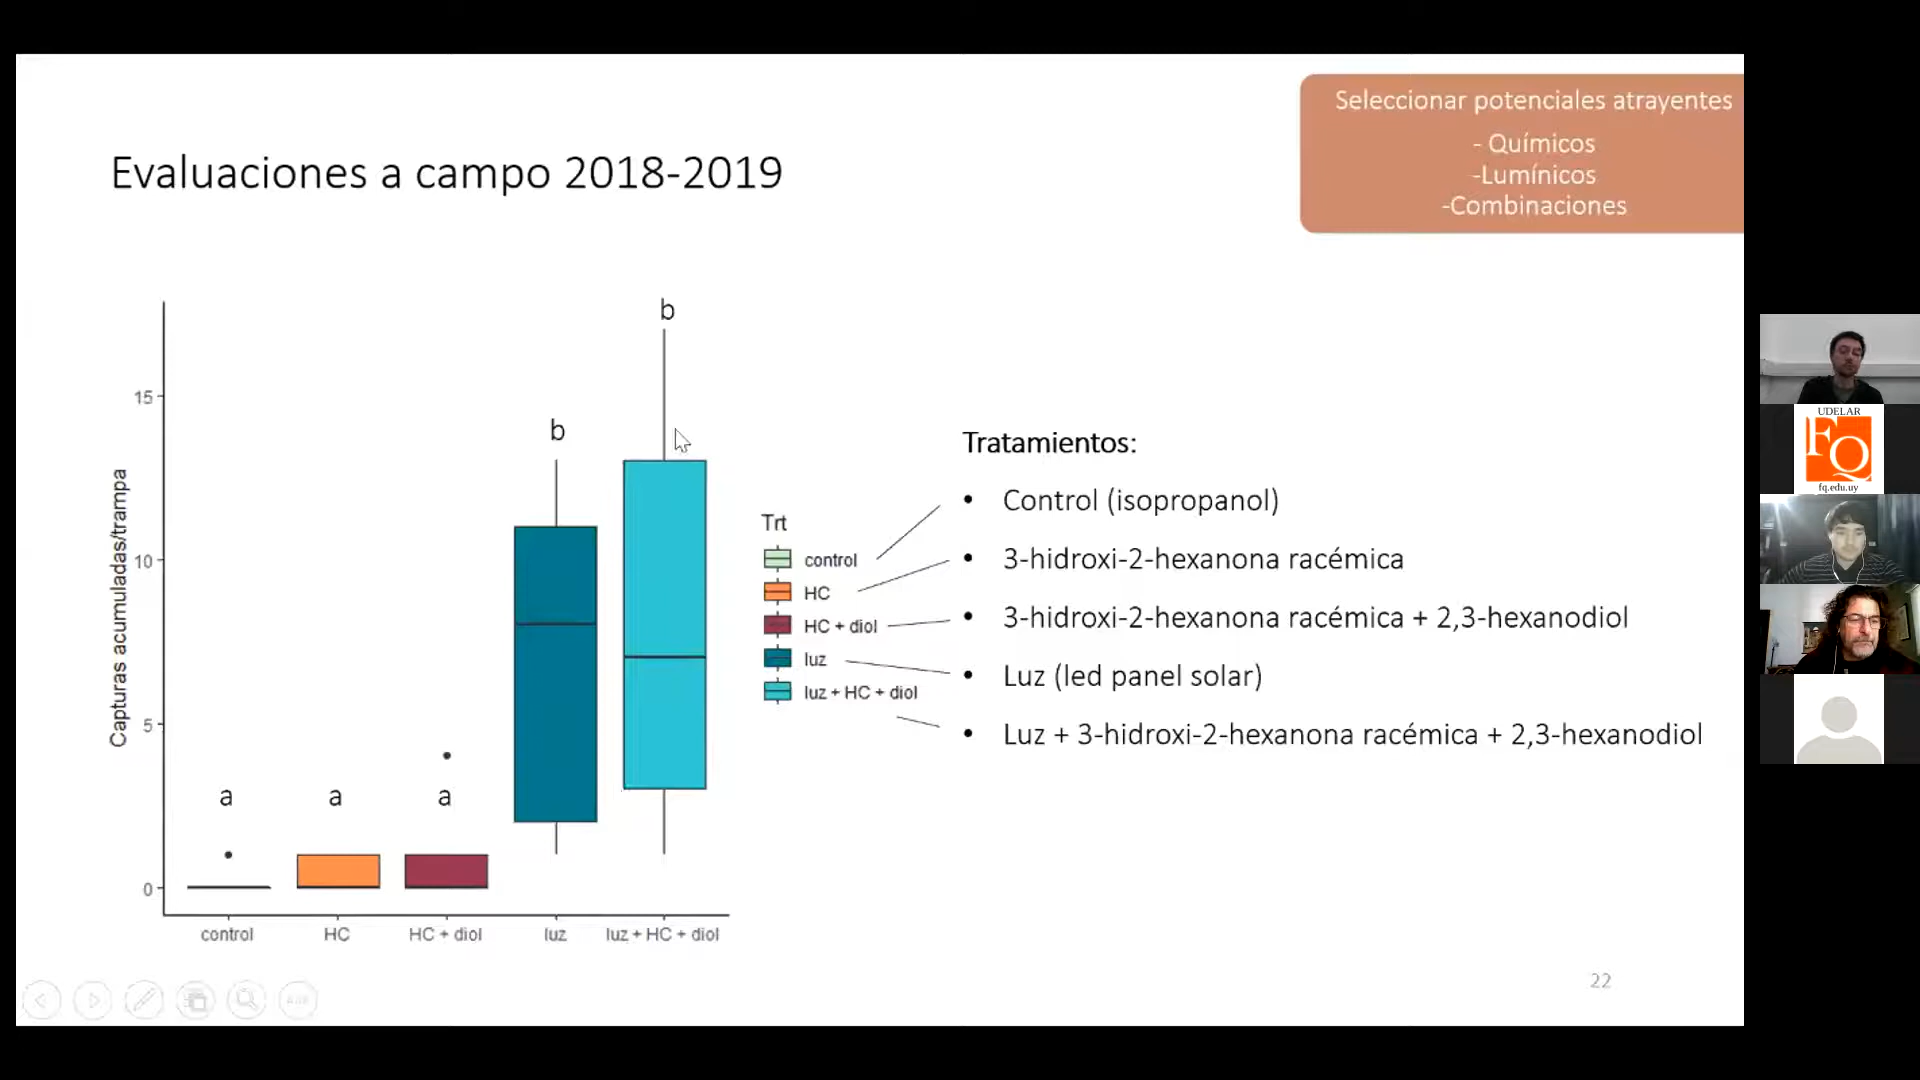 Seleccionar potenciales atrayentes
- Químicos
-Lumínicos
-Combinaciones
Evaluaciones a campo 2018-2019
b
b
a
a
a
15
10
5
0
Capturas acumuladas/trampa
control
HC
HC + diol
luz
luz + HC + diol
Trt
control
HC
HC + diol
luz
luz + HC + diol
Tratamientos:
• Control (isopropanol)
• 3-hidroxi-2-hexanona racémica
• 3-hidroxi-2-hexanona racémica + 2,3-hexanodiol
• Luz (led panel solar)
• Luz + 3-hidroxi-2-hexanona racémica + 2,3-hexanodiol
22
UDELAR
FQ
fq.edu.uy